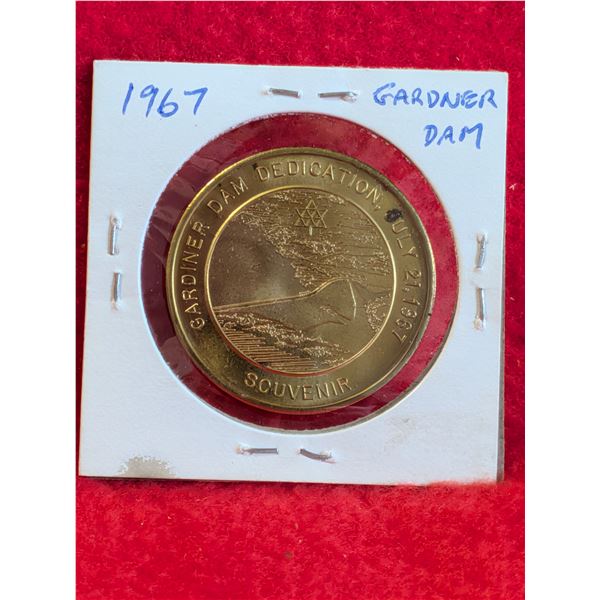 1967
GARDNER
DAM
GARDINER DAM DEDICATION, JULY 21, 1967
SOUVENIR